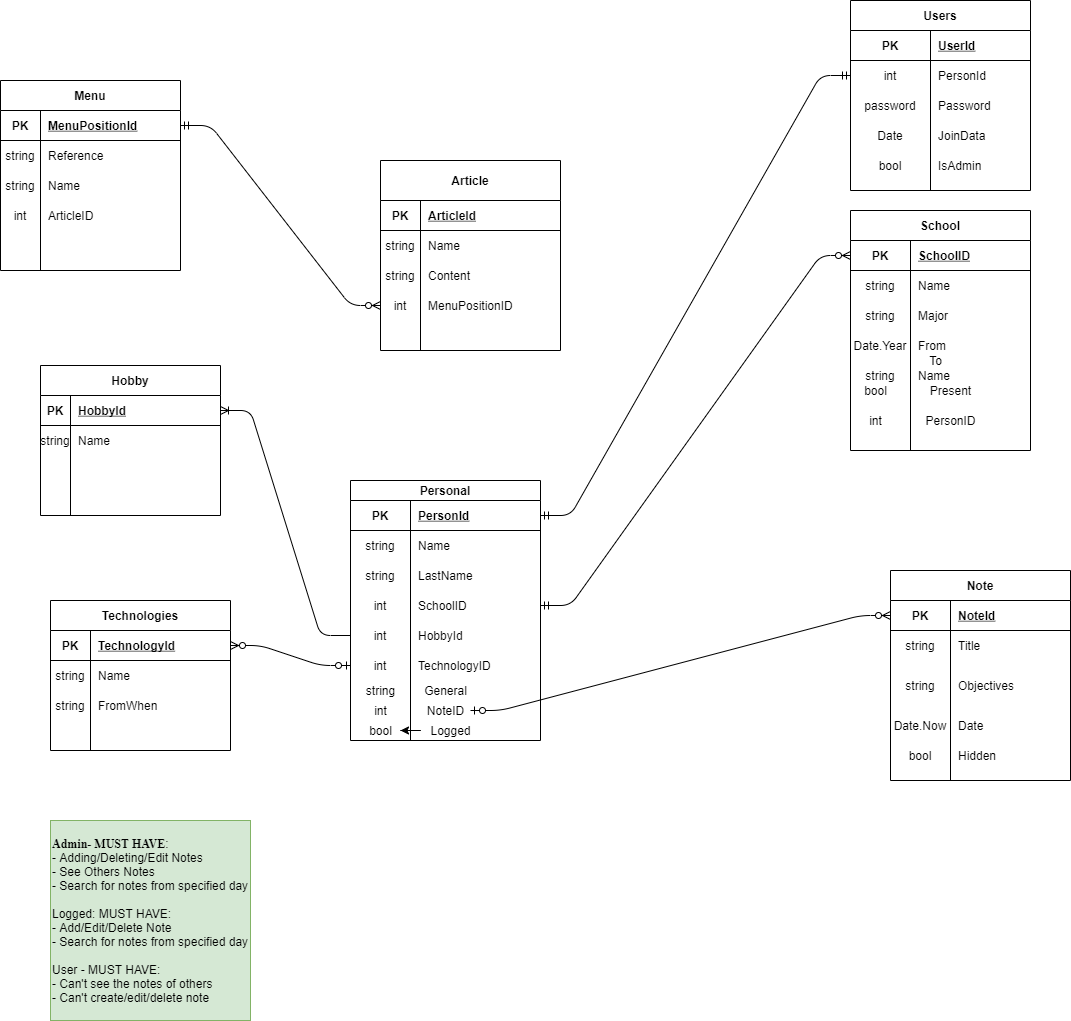 Users
PK UserId
int PersonId
password Password
Date JoinData
bool IsAdmin
Menu
PK MenuPositionId
string Reference
string Name
int ArticleID
Article
PK ArticleId
string Name
string Content
int MenuPositionID
School
PK SchoolID
string Name
string Major
Date.Year From
To
string Name
bool Present
int PersonID
Hobby
PK HobbyId
string Name
Personal
PK PersonId
string Name
string LastName
int SchoolID
int HobbyId
int TechnologyID
string General
int NoteID
bool Logged
Technologies
PK TechnologyId
string Name
string FromWhen
Note
PK NoteId
string Title
string Objectives
Date.Now Date
bool Hidden
Admin- MUST HAVE:
- Adding/Deleting/Edit Notes
- See Others Notes
- Search for notes from specified day
Logged: MUST HAVE:
- Add/Edit/Delete Note
- Search for notes from specified day
User - MUST HAVE:
- Can't see the notes of others
- Can't create/edit/delete note